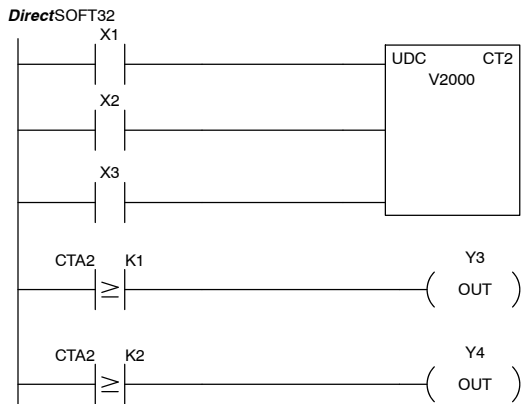 DirectSOFT32
X1
UDC CT2
V2000
X2
X3
CTA2 K1 Y3
≥ OUT
CTA2 K2 Y4
≥ OUT